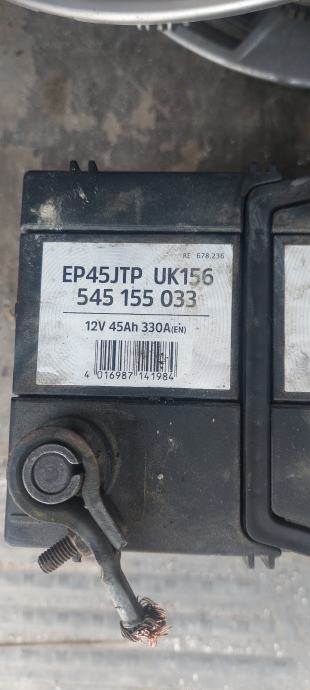 RE 678.236
EP45JTP UK156
545 155 033
12V 45Ah 330A(EN)
4 016987 141984